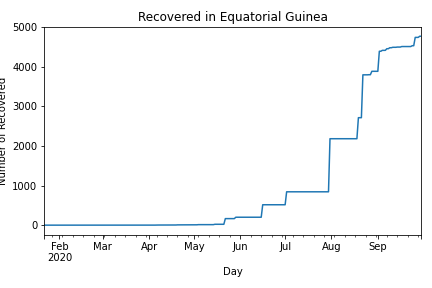 Recovered in Equatorial Guinea
Number of Recovered
5000
4000
3000
2000
1000
0
Feb Mar Apr May Jun Jul Aug Sep
2020
Day